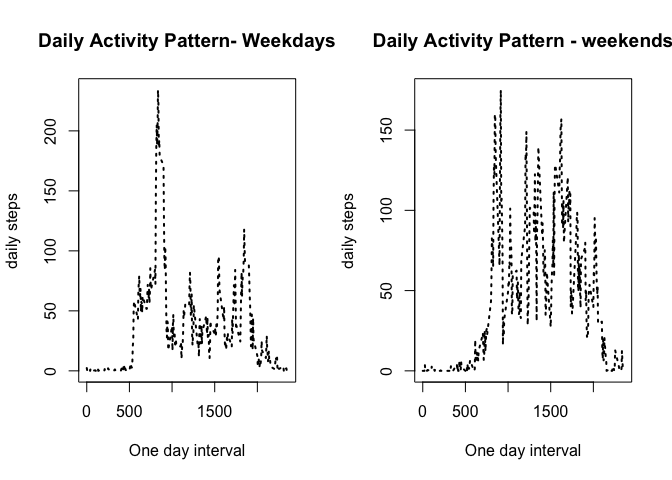 Daily Activity Pattern- Weekdays
daily steps
200
150
100
50
0
0 500 1500
One day interval
Daily Activity Pattern - weekends
daily steps
150
100
50
0
0 500 1500
One day interval